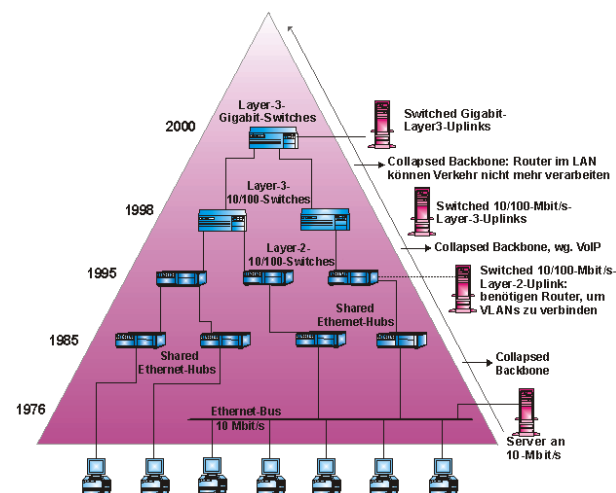 Layer-3-
Gigabit-Switches
2000
Switched Gigabit-
Layer3-Uplinks
Collapsed Backbone: Router im LAN
können Verkehr nicht mehr verarbeiten
Layer-3-
10/100-Switches
1998
Switched 10/100-Mbit/s-
Layer-3-Uplinks
Collapsed Backbone, wg. VoIP
Layer-2-
10/100-Switches
1995
Switched 10/100-Mbit/s-
Layer-2-Uplink:
benötigen Router, um
VLANs zu verbinden
Shared
Ethernet-Hubs
1985
Shared
Ethernet-Hubs
Collapsed
Backbone
1976
Ethernet-Bus
10 Mbit/s
Server an
10-Mbit/s